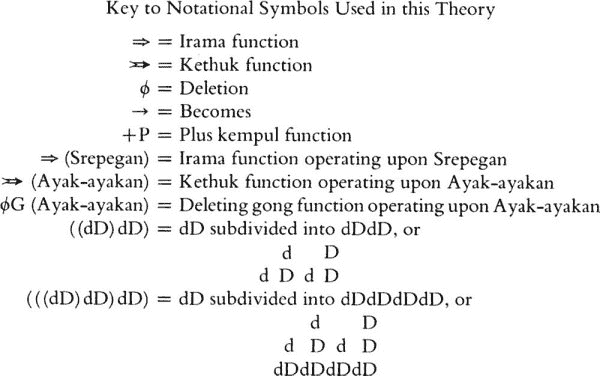 Key to Notational Symbols Used in this Theory
⇒ = Irama function
⤖ = Kethuk function
ϕ = Deletion
→ = Becomes
+P = Plus kempul function
⇒ (Srepegan) = Irama function operating upon Srepegan
⤖ (Ayak-ayakan) = Kethuk function operating upon Ayak-ayakan
ϕG (Ayak-ayakan) = Deleting gong function operating upon Ayak-ayakan
((dD) dD) = dD subdivided into dDdD, or
d D
d D d D
(((dD) dD) dD) = dD subdivided into dDdDdDdD, or
d D
d D d D
dDdDdDdD